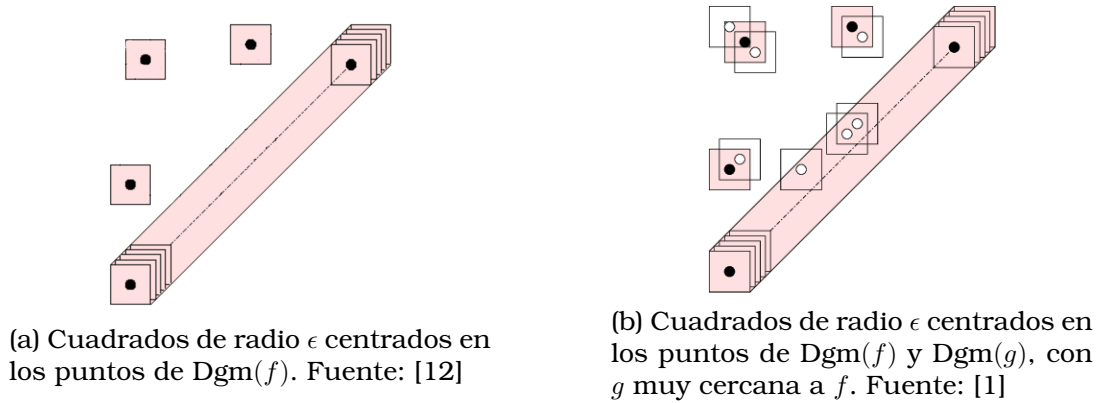 (a) Cuadrados de radio ϵ centrados en
los puntos de Dgm(f). Fuente: [12]
(b) Cuadrados de radio ϵ centrados en
los puntos de Dgm(f) y Dgm(g), con
g muy cercana a f. Fuente: [1]